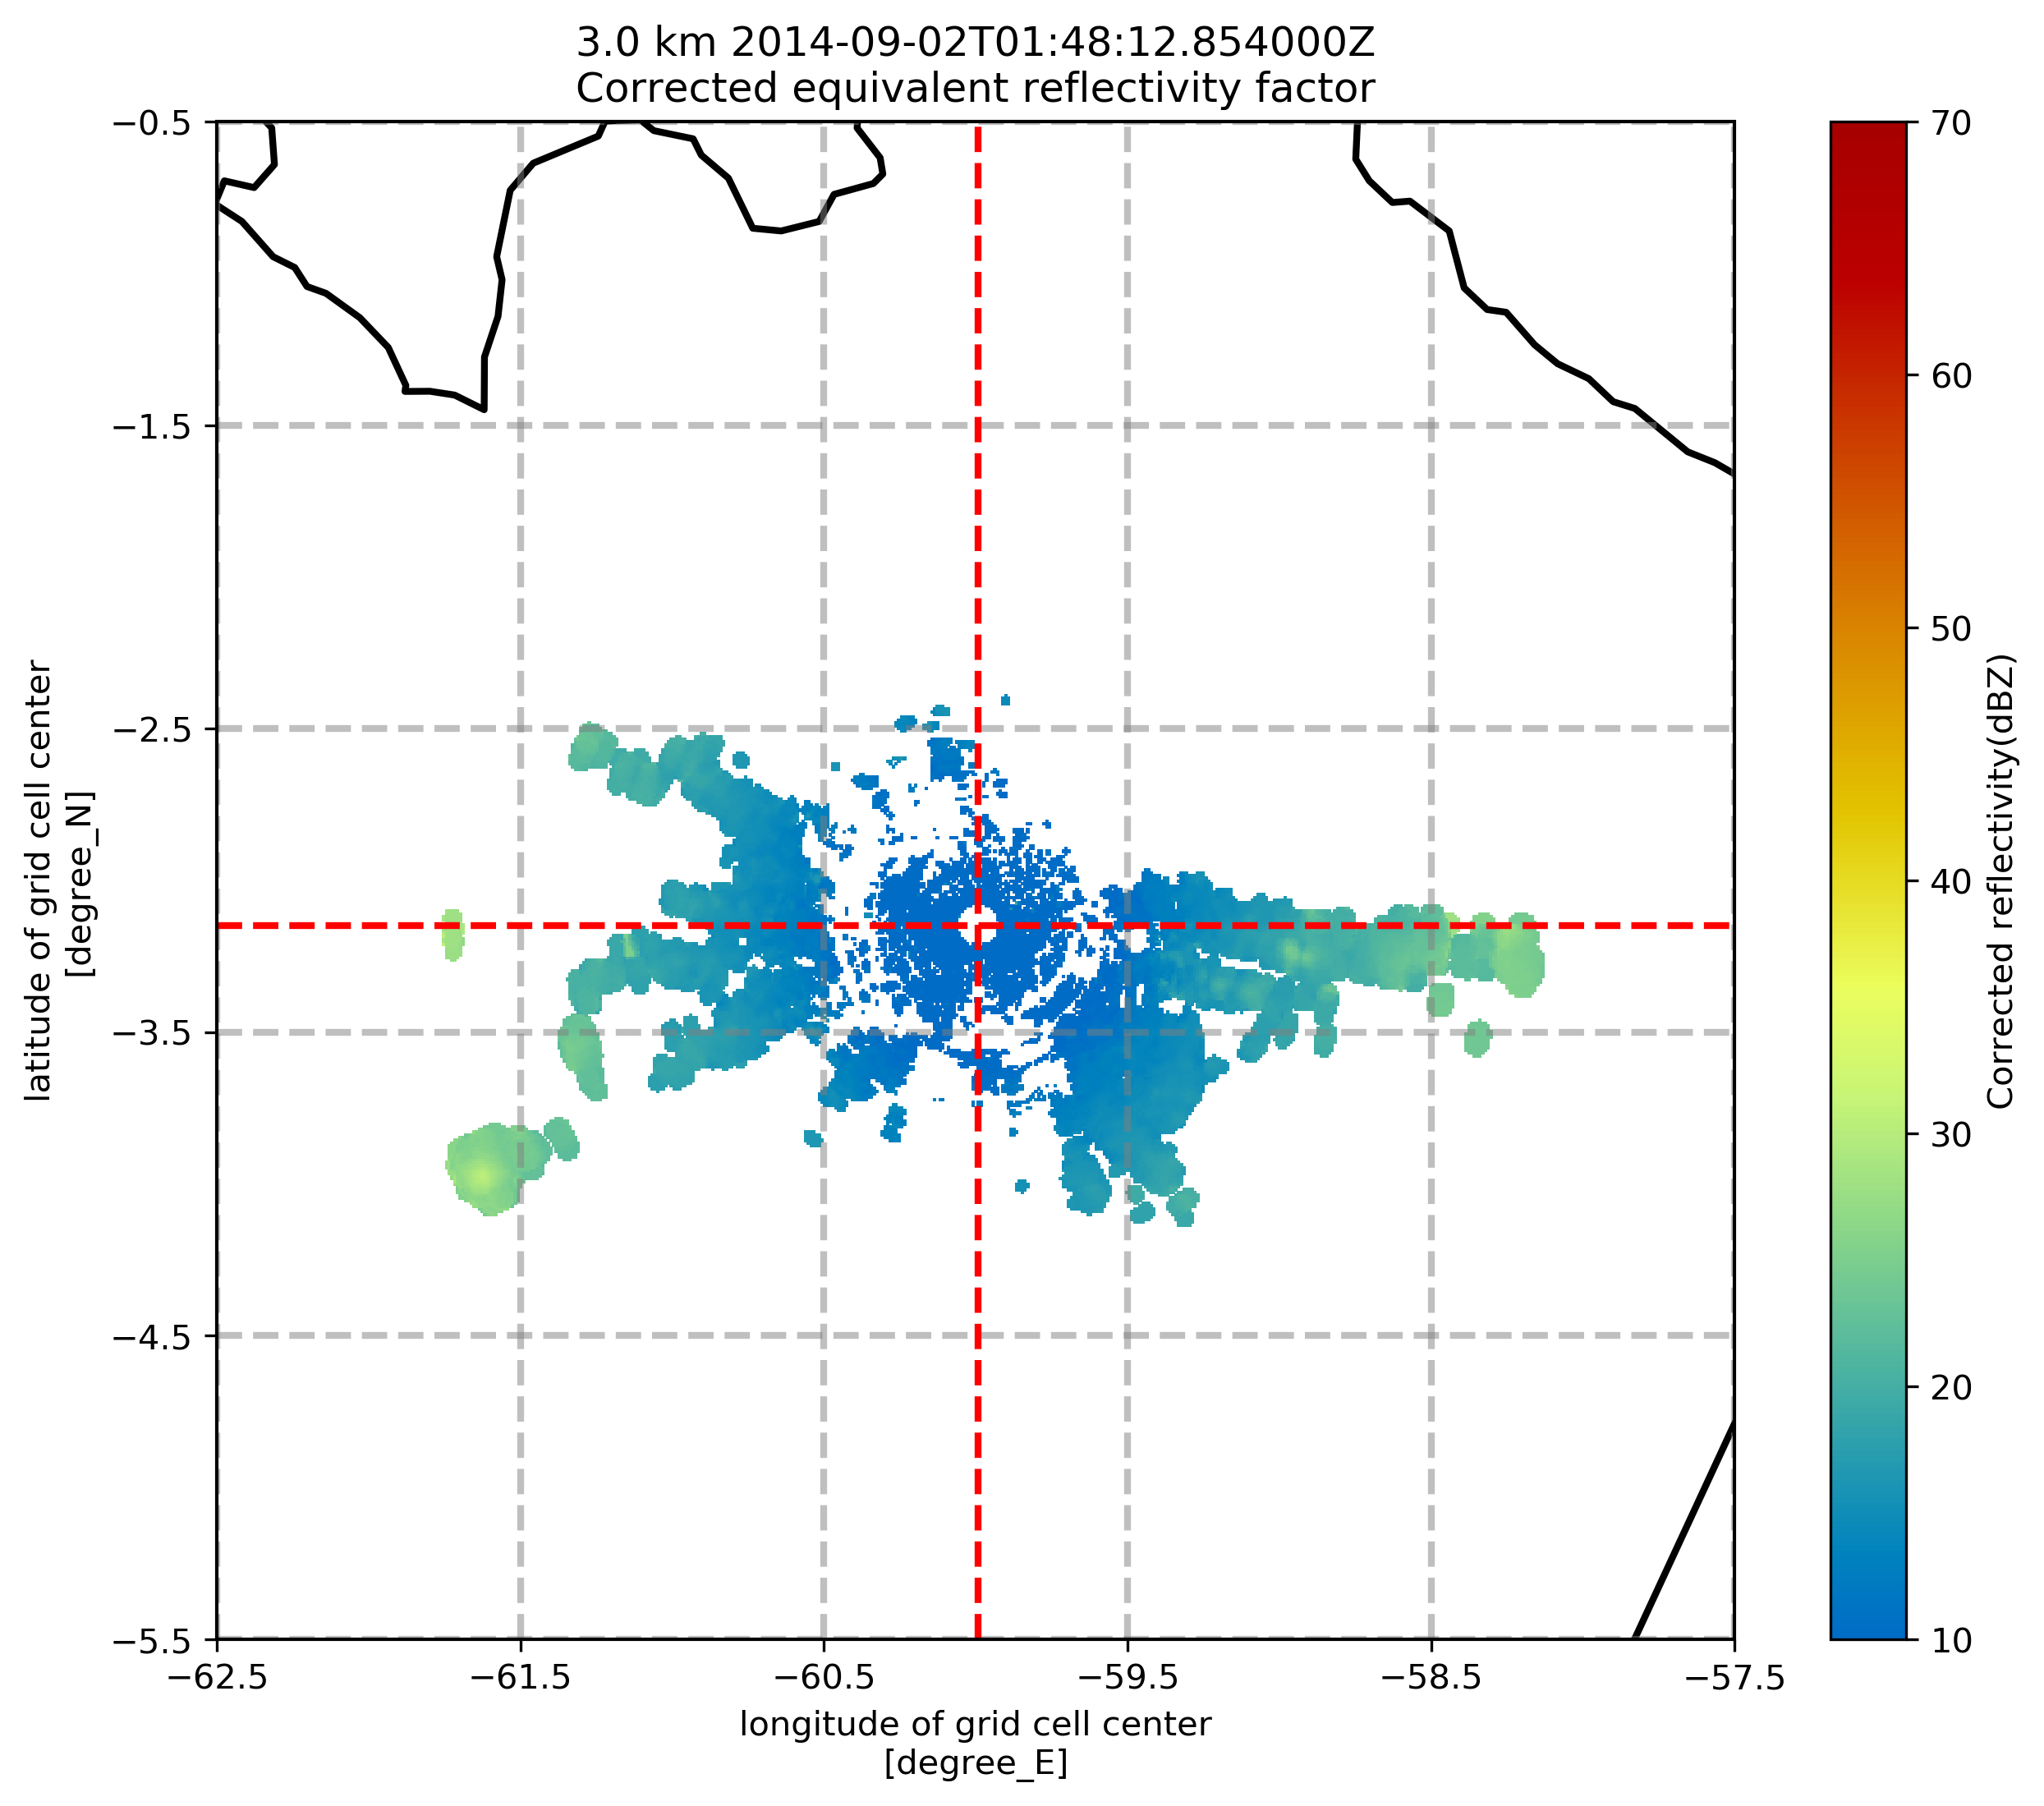 3.0 km 2014-09-02T01:48:12.854000Z
Corrected equivalent reflectivity factor
−0.5
−1.5
−2.5
−3.5
−4.5
−5.5
latitude of grid cell center
[degree_N]
−62.5
−61.5
−60.5
−59.5
−58.5
−57.5
longitude of grid cell center
[degree_E]
70
60
50
40
30
20
10
Corrected reflectivity(dBZ)